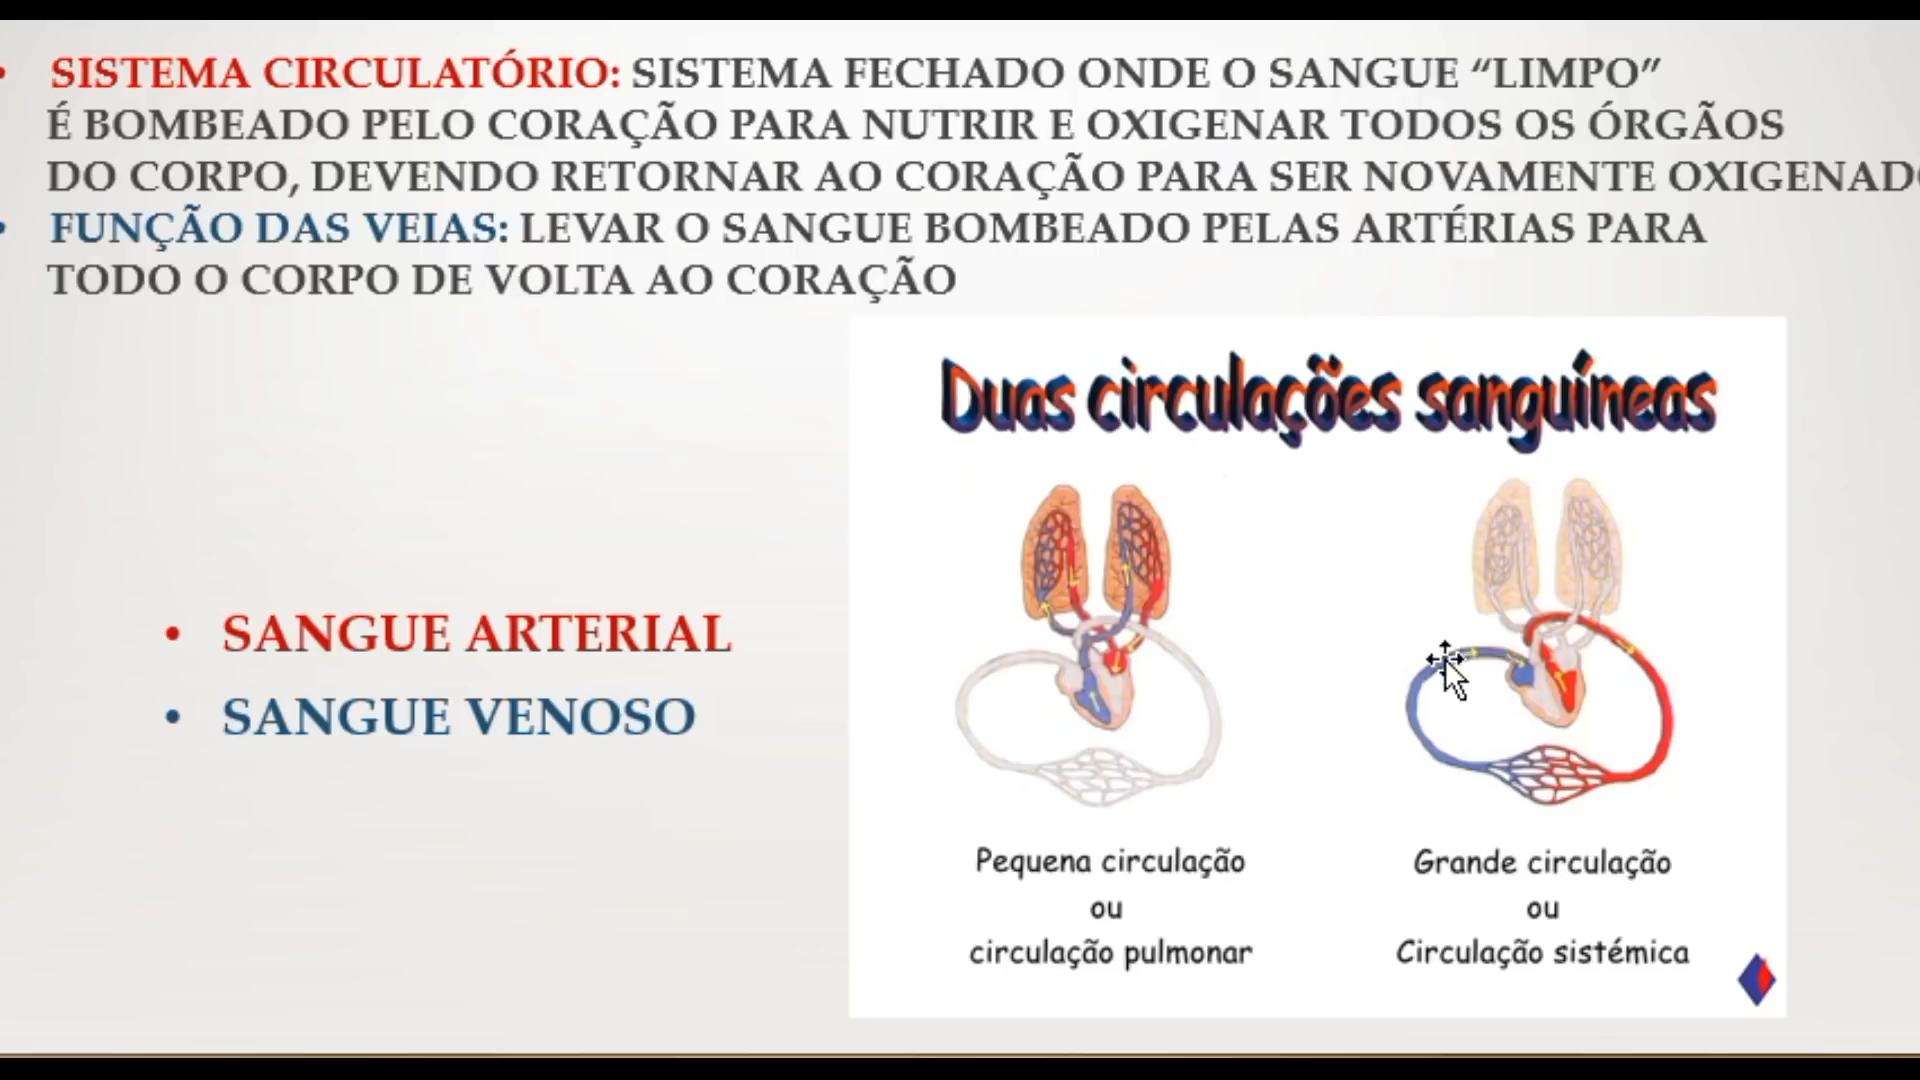 SISTEMA CIRCULATÓRIO: SISTEMA FECHADO ONDE O SANGUE “LIMPO”
É BOMBEADO PELO CORAÇÃO PARA NUTRIR E OXIGENAR TODOS OS ÓRGÃOS
DO CORPO, DEVENDO RETORNAR AO CORAÇÃO PARA SER NOVAMENTE OXIGENADO
FUNÇÃO DAS VEIAS: LEVAR O SANGUE BOMBEADO PELAS ARTÉRIAS PARA
TODO O CORPO DE VOLTA AO CORAÇÃO
SANGUE ARTERIAL
SANGUE VENOSO
Duas circulações sanguíneas
Pequena circulação
ou
circulação pulmonar
Grande circulação
ou
Circulação sistémica